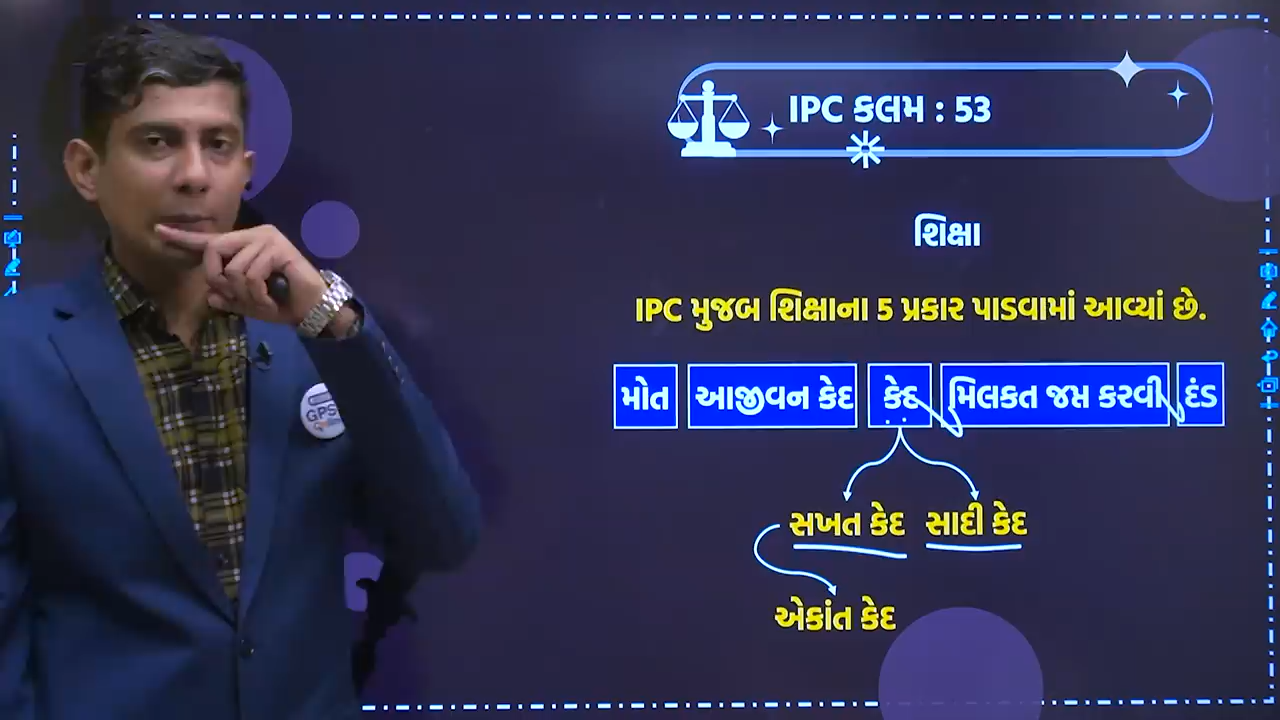 IPC કલમ : 53
શિક્ષા
IPC મુજબ શિક્ષાના 5 પ્રકાર પાડવામાં આવ્યાં છે.
મોત આજીવન કેદ કેદ મિલકત જપ્ત કરવી દંડ
સખત કેદ સાદી કેદ
એકાંત કેદ